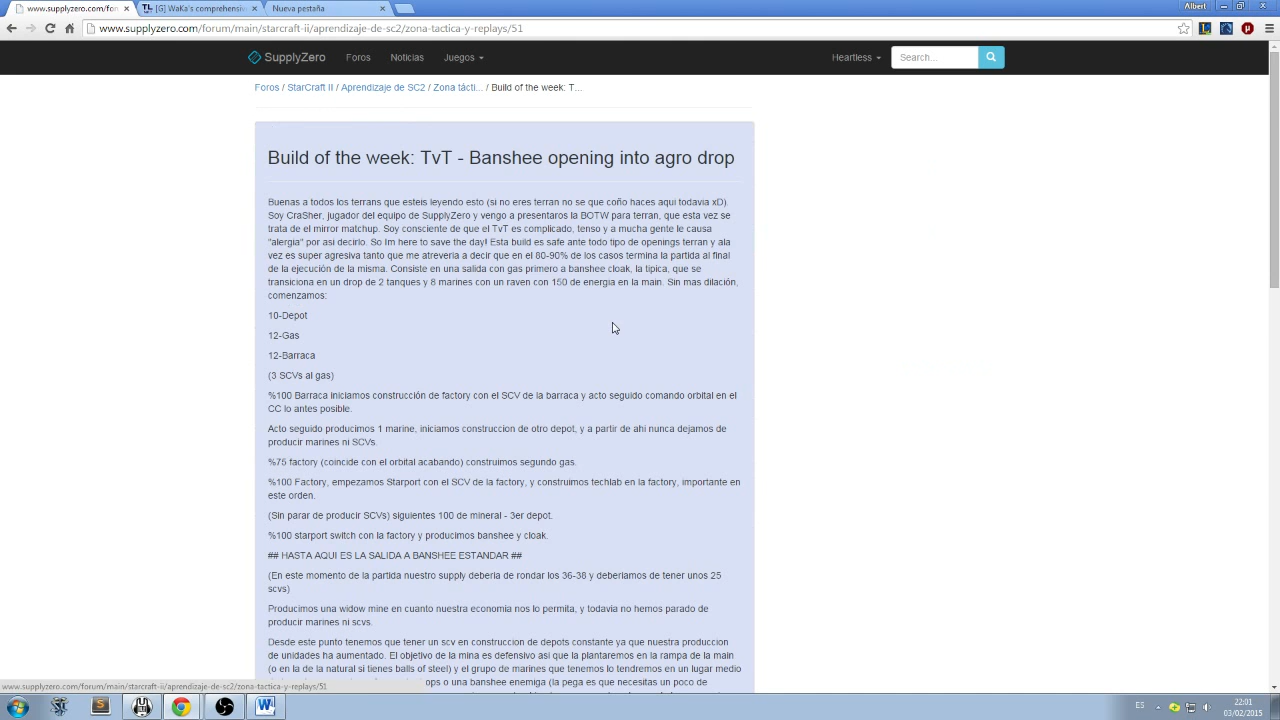 www.supplyzero.com/foru
[G] WaKa's comprehensiv
Nueva pestaña
Albert
www.supplyzero.com/forum/main/starcraft-ii/aprendizaje-de-sc2/zona-tactica-y-replays/51
SupplyZero Foros Noticias Juegos Heartless Search...
Foros / StarCraft II / Aprendizaje de SC2 / Zona tácti... / Build of the week: T...
Build of the week: TvT - Banshee opening into agro drop
Buenas a todos los terrans que esteis leyendo esto (si no eres terran no se que coño haces aqui todavia xD).
Soy CraSher, jugador del equipo de SupplyZero y vengo a presentaros la BOTW para terran, que esta vez se
trata de el mirror matchup. Soy consciente de que el TvT es complicado, tenso y a mucha gente le causa
"alergia" por asi decirlo. So Im here to save the day! Esta build es safe ante todo tipo de openings terran y ala
vez es super agresiva tanto que me atreveria a decir que en el 80-90% de los casos termina la partida al final
de la ejecución de la misma. Consiste en una salida con gas primero a banshee cloak, la tipica, que se
transiciona en un drop de 2 tanques y 8 marines con un raven con 150 de energia en la main. Sin mas dilación,
comenzamos:
10-Depot
12-Gas
12-Barraca
(3 SCVs al gas)
%100 Barraca iniciamos construcción de factory con el SCV de la barraca y acto seguido comando orbital en el
CC lo antes posible.
Acto seguido producimos 1 marine, iniciamos construccion de otro depot, y a partir de ahi nunca dejamos de
producir marines ni SCVs.
%75 factory (coincide con el orbital acabando) construimos segundo gas.
%100 Factory, empezamos Starport con el SCV de la factory, y construimos techlab en la factory, importante en
este orden.
(Sin parar de producir SCVs) siguientes 100 de mineral - 3er depot.
%100 starport switch con la factory y producimos banshee y cloak.
## HASTA AQUI ES LA SALIDA A BANSHEE ESTANDAR ##
(En este momento de la partida nuestro supply deberia de rondar los 36-38 y deberiamos de tener unos 25
scvs)
Producimos una widow mine en cuanto nuestra economia nos lo permita, y todavia no hemos parado de
producir marines ni scvs.
Desde este punto tenemos que tener un scv en construccion de depots constante ya que nuestra produccion
de unidades ha aumentado. El objetivo de la mina es defensivo asi que la plantaremos en la rampa de la main
(o en la de la natural si tienes balls of steel) y el grupo de marines que tenemos lo tendremos en un lugar medio
ops o una banshee enemiga (la pega es que necesitas un poco de
www.supplyzero.com/forum/main/starcraft-ii/aprendizaje-de-sc2/zona-tactica-y-replays/51
ES
22:01
03/02/2015